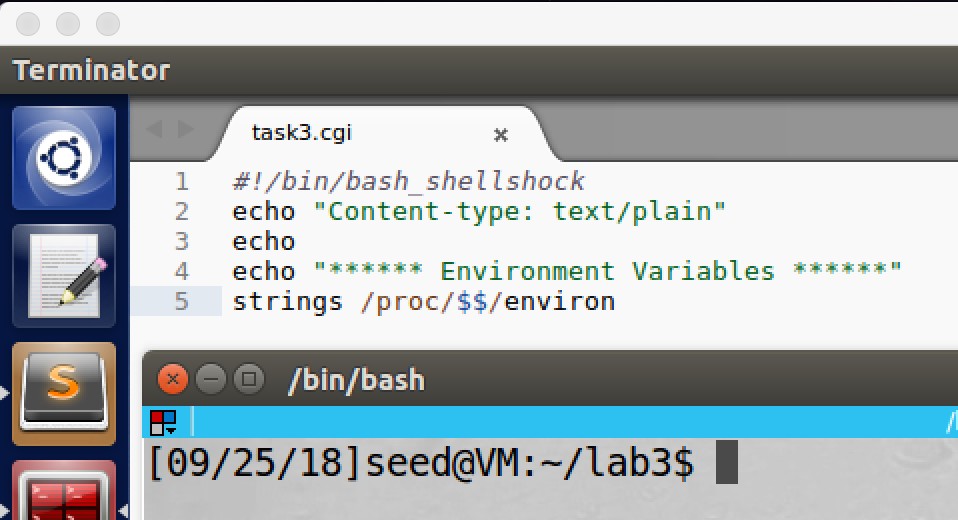 Terminator
task3.cgi
1 #!/bin/bash_shellshock
2 echo "Content-type: text/plain"
3 echo
4 echo "****** Environment Variables ******"
5 strings /proc/$$/environ
/bin/bash
[09/25/18]seed@VM:~/lab3$